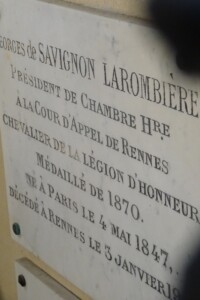 GEORGES de SAVIGNON LAROMBIÈRE
PRÉSIDENT DE CHAMBRE HRE
À LA COUR D'APPEL DE RENNES
CHEVALIER DE LA LÉGION D'HONNEUR
MÉDAILLÉ DE 1870.
NÉ À PARIS LE 4 MAI 1847,
DÉCÉDÉ À RENNES LE 3 JANVIER